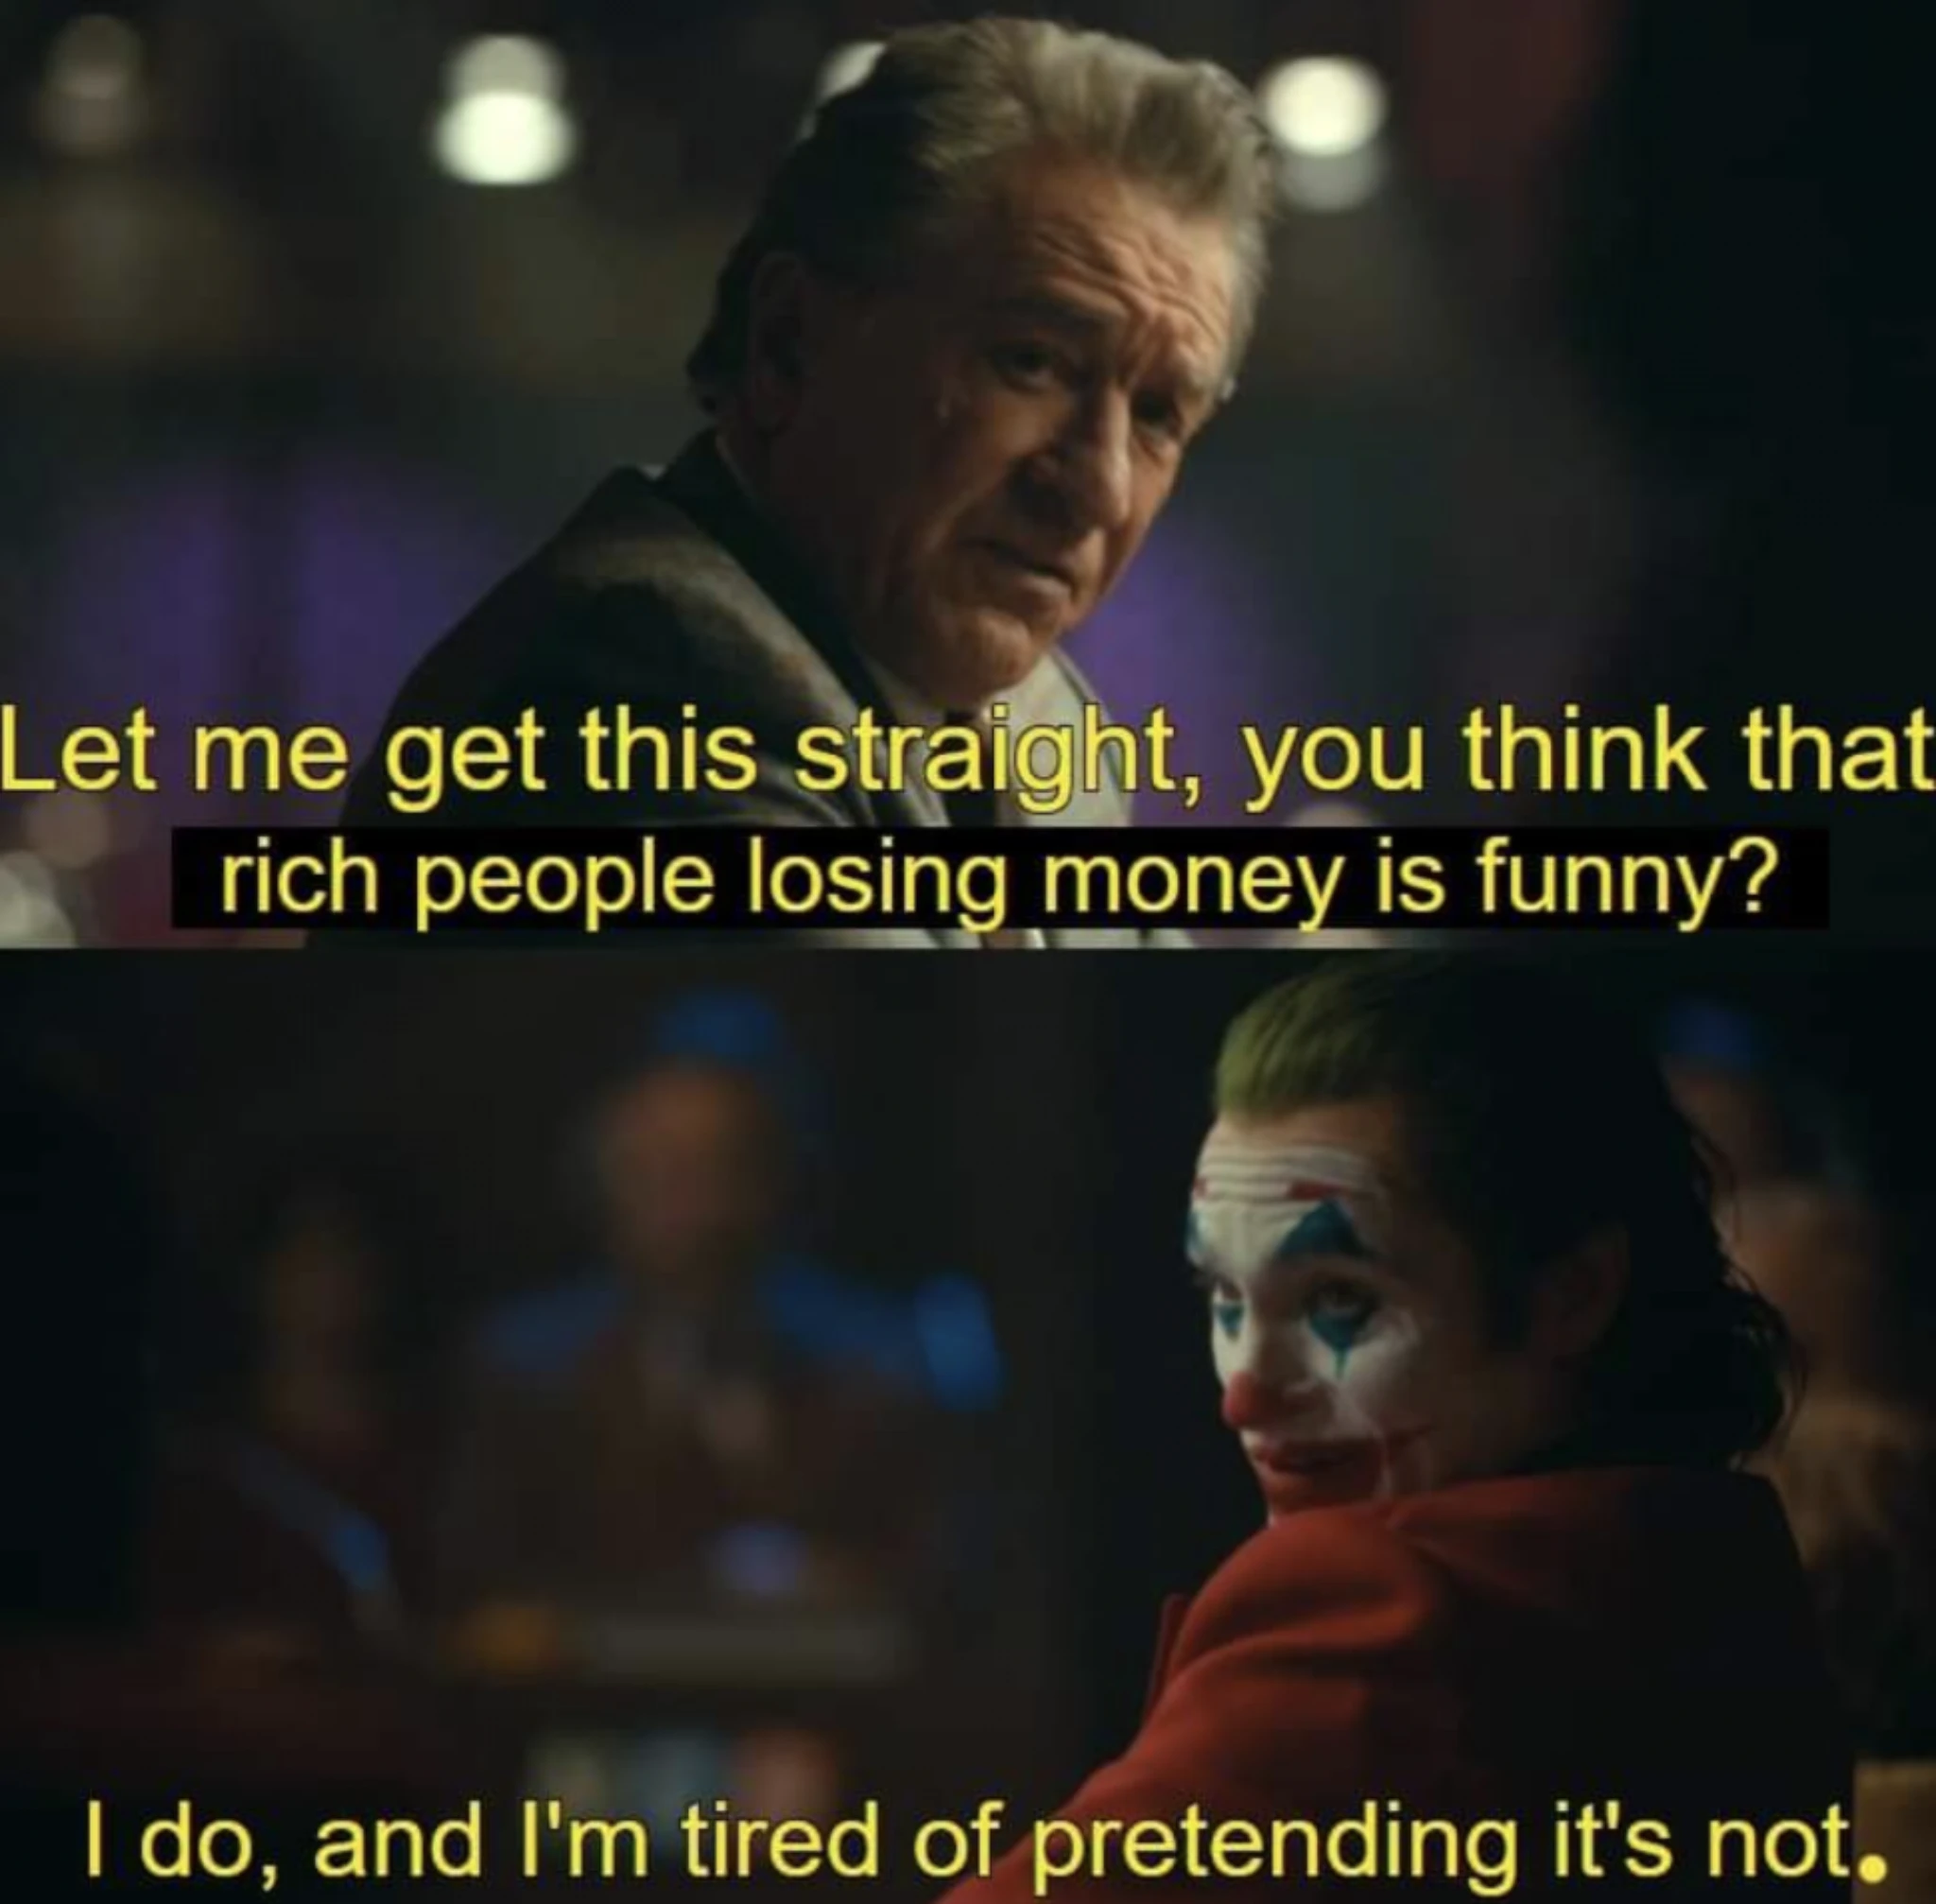 Let me get this straight, you think that
rich people losing money is funny?
I do, and I'm tired of pretending it's not.